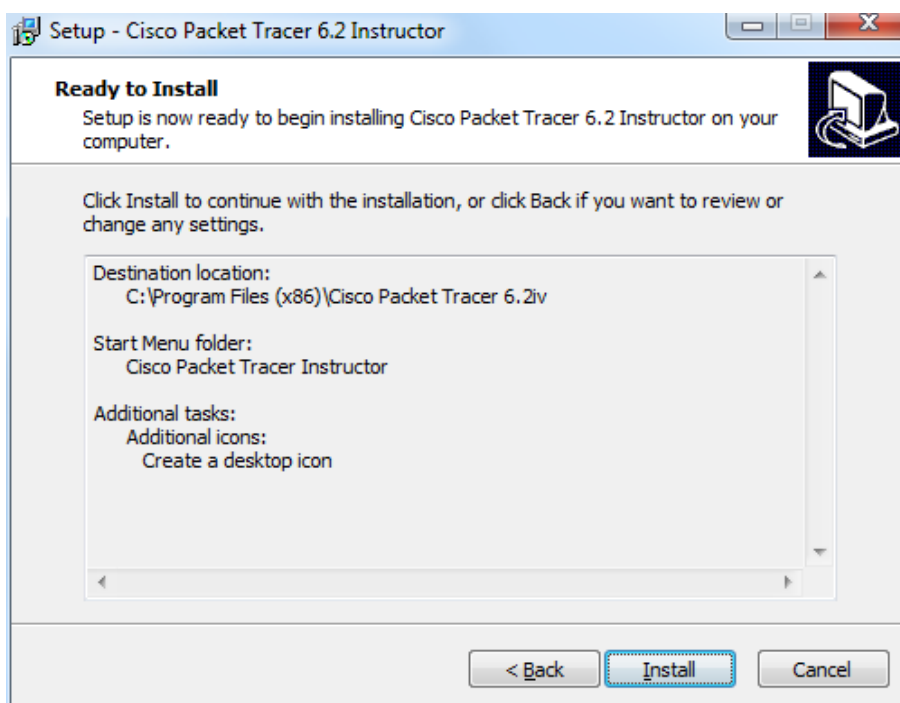 Setup - Cisco Packet Tracer 6.2 Instructor
Ready to Install
Setup is now ready to begin installing Cisco Packet Tracer 6.2 Instructor on your
computer.
Click Install to continue with the installation, or click Back if you want to review or
change any settings.
Destination location:
C:\Program Files (x86)\Cisco Packet Tracer 6.2iv
Start Menu folder:
Cisco Packet Tracer Instructor
Additional tasks:
Additional icons:
Create a desktop icon
< Back
Install
Cancel